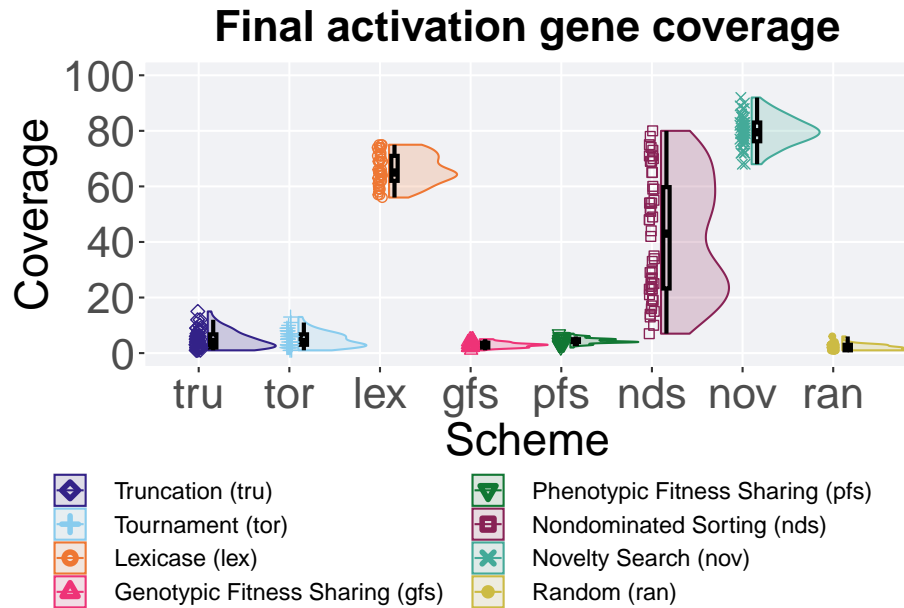 Final activation gene coverage
Coverage
100
80
60
40
20
0
tru tor lex gfs pfs nds nov ran
Scheme
Truncation (tru)
Tournament (tor)
Lexicase (lex)
Genotypic Fitness Sharing (gfs)
Phenotypic Fitness Sharing (pfs)
Nondominated Sorting (nds)
Novelty Search (nov)
Random (ran)